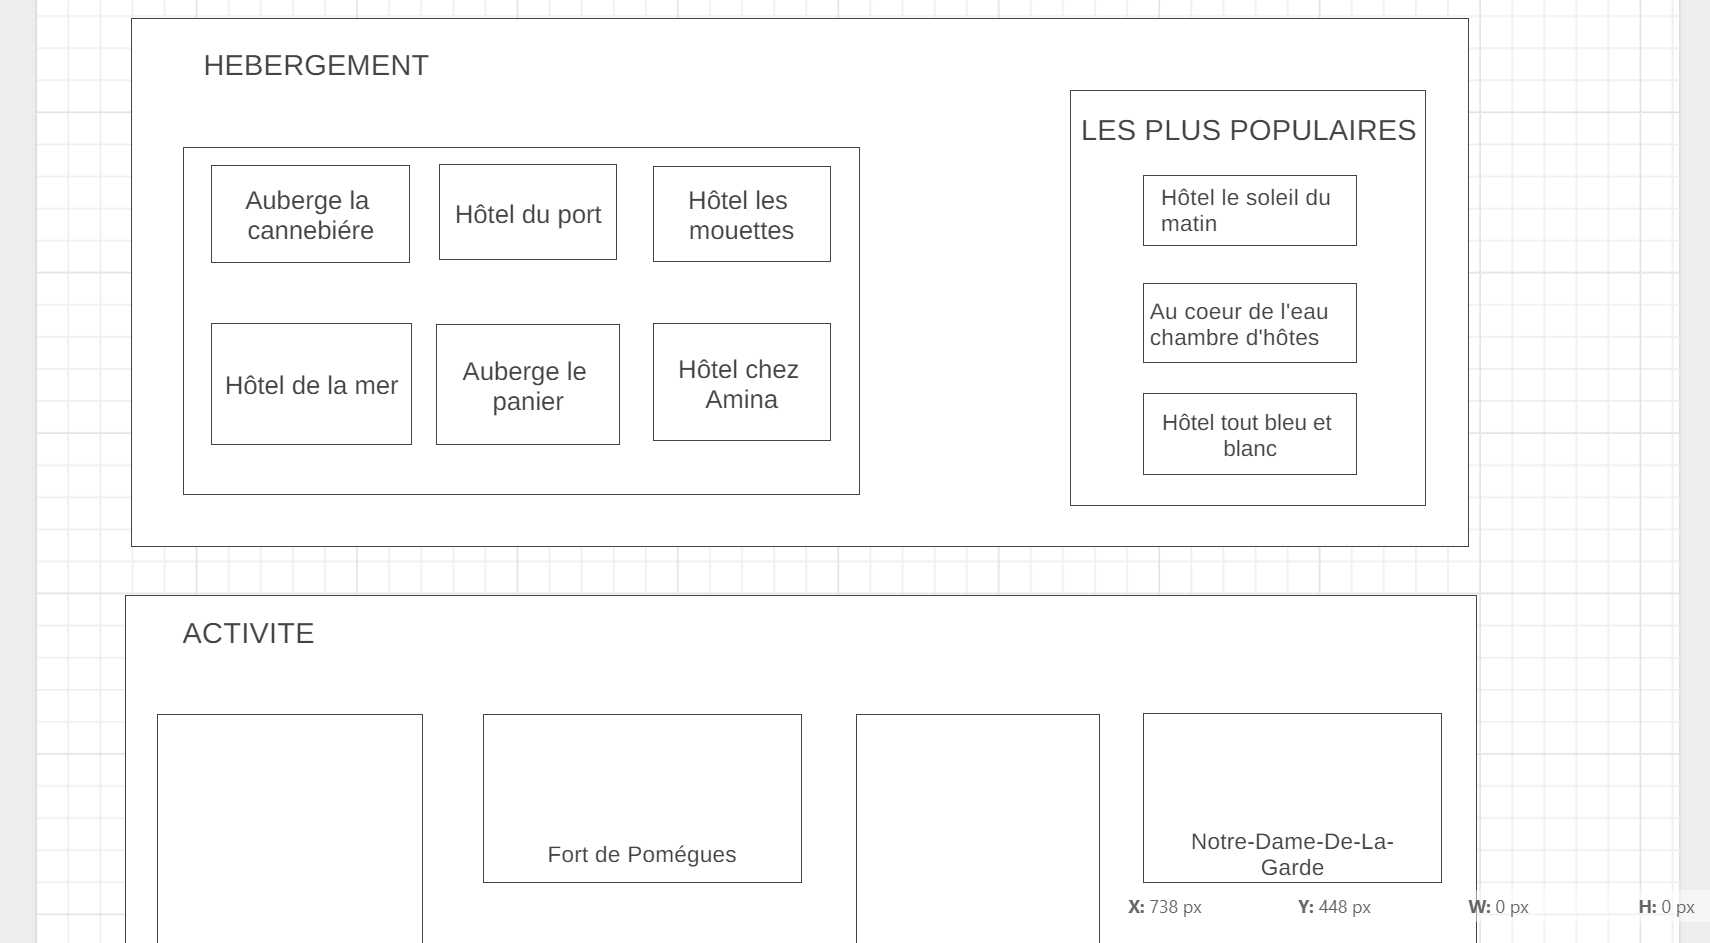 HEBERGEMENT
Auberge la
cannebiére
Hôtel du port
Hôtel les
mouettes
Hôtel de la mer
Auberge le
panier
Hôtel chez
Amina
LES PLUS POPULAIRES
Hôtel le soleil du
matin
Au coeur de l'eau
chambre d'hôtes
Hôtel tout bleu et
blanc
ACTIVITE
Fort de Pomégues
Notre-Dame-De-La-
Garde
X: 738 px Y: 448 px W: 0 px H: 0 px